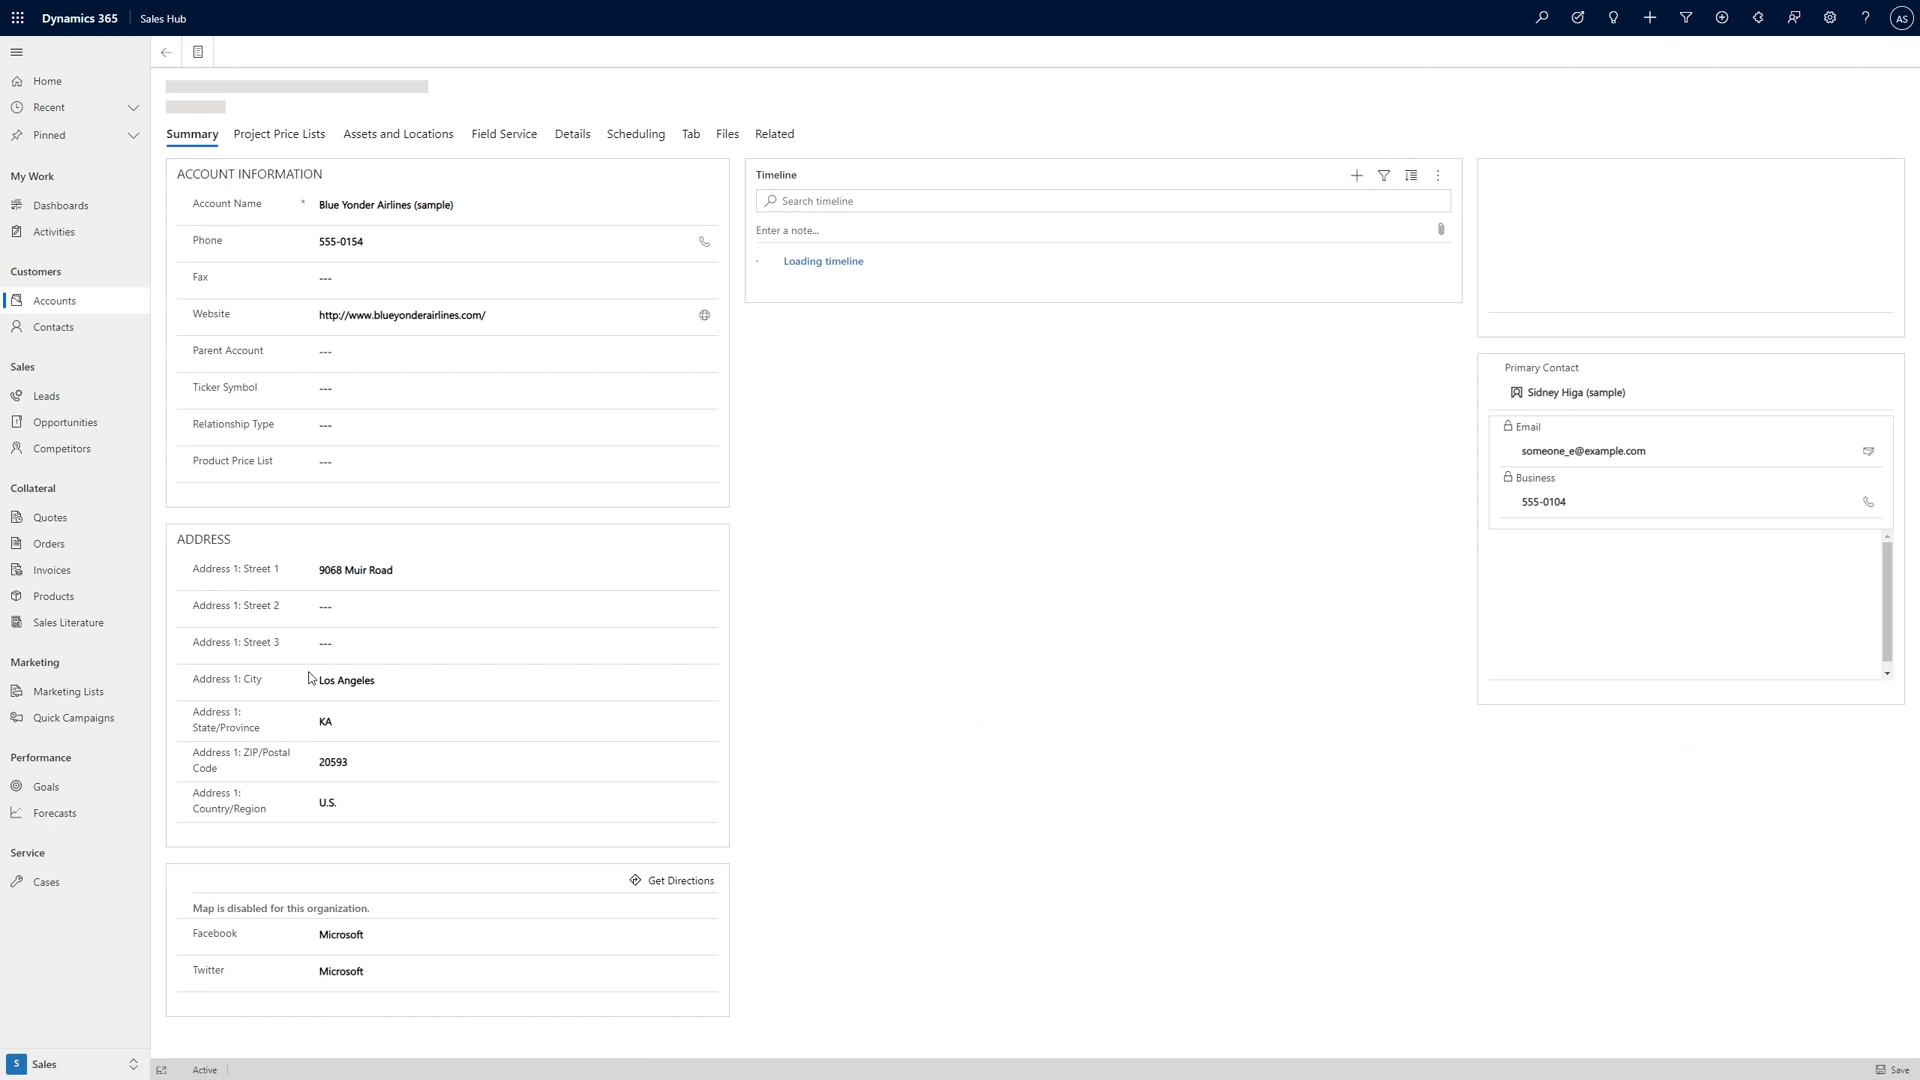 Dynamics 365
Sales Hub
AS
Home
Recent
Pinned
My Work
Dashboards
Activities
Customers
Accounts
Contacts
Sales
Leads
Opportunities
Competitors
Collateral
Quotes
Orders
Invoices
Products
Sales Literature
Marketing
Marketing Lists
Quick Campaigns
Performance
Goals
Forecasts
Service
Cases
S Sales
Summary Project Price Lists Assets and Locations Field Service Details Scheduling Tab Files Related
ACCOUNT INFORMATION
Account Name * Blue Yonder Airlines (sample)
Phone 555-0154
Fax ---
Website http://www.blueyonderairlines.com/
Parent Account ---
Ticker Symbol ---
Relationship Type ---
Product Price List ---
ADDRESS
Address 1: Street 1 9068 Muir Road
Address 1: Street 2 ---
Address 1: Street 3 ---
Address 1: City Los Angeles
Address 1:
State/Province
KA
Address 1: ZIP/Postal
Code
20593
Address 1:
Country/Region
U.S.
Get Directions
Map is disabled for this organization.
Facebook Microsoft
Twitter Microsoft
Timeline
Search timeline
Enter a note...
Loading timeline
Primary Contact
Sidney Higa (sample)
Email
someone_e@example.com
Business
555-0104
Active
Save